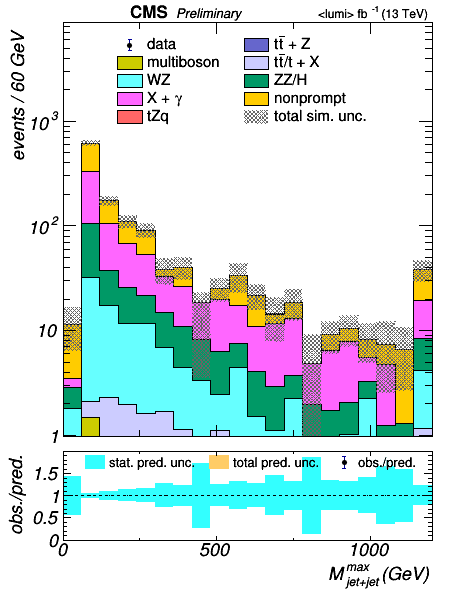 CMS Preliminary <lumi> fb⁻¹ (13 TeV)
events / 60 GeV
data
multiboson
WZ
X + γ
tZq
tt̄ + Z
tt̄/t + X
ZZ/H
nonprompt
total sim. unc.
10³
10²
10
1
obs./pred.
stat. pred. unc. total pred. unc. obs./pred.
1.5
1
0.5
0
0 500 1000
M^max_jet+jet (GeV)